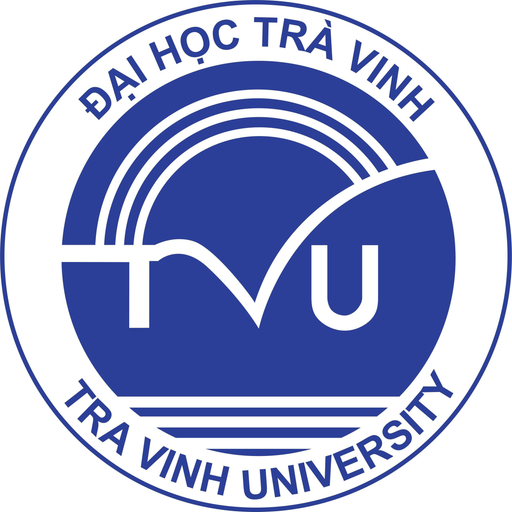 ĐẠI HỌC TRÀ VINH
TVU
TRA VINH UNIVERSITY